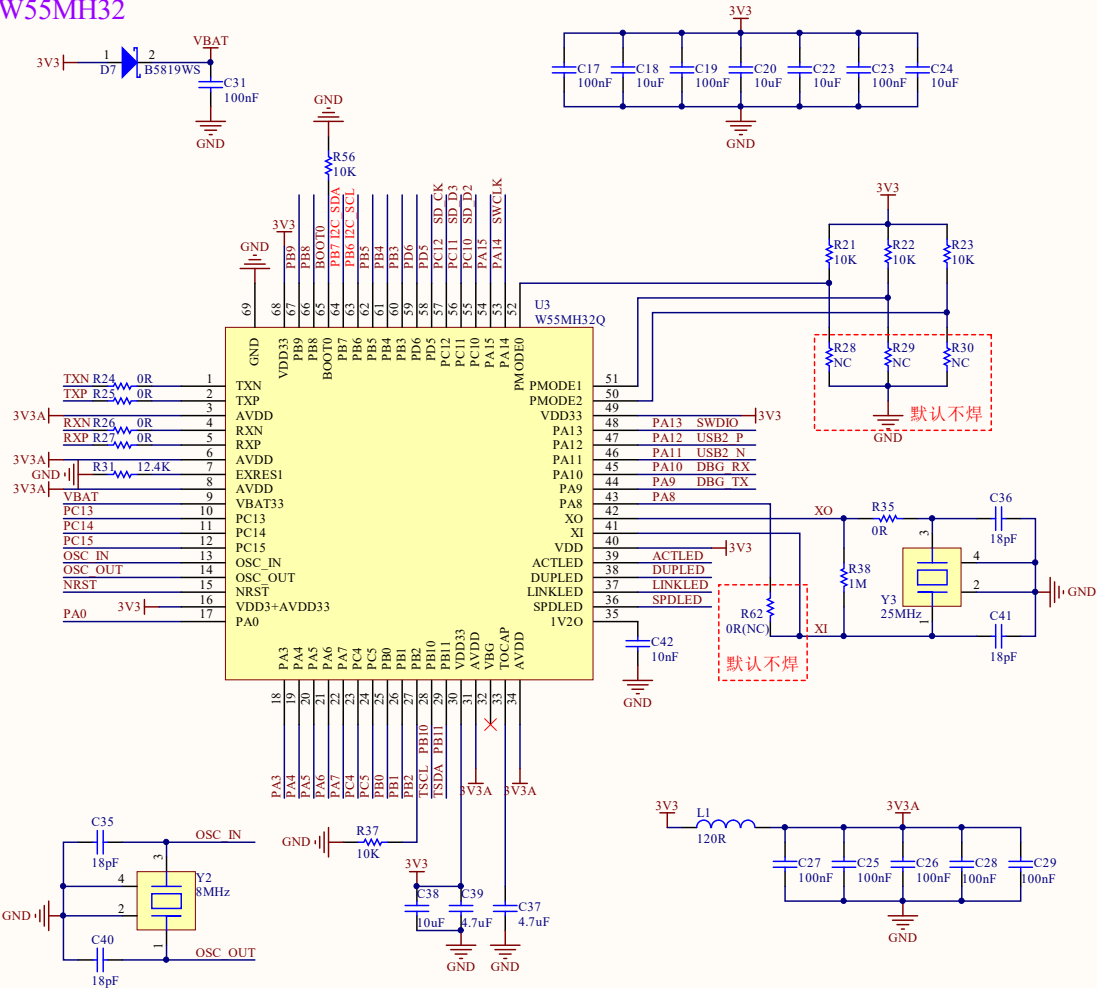 W55MH32
3V3
1
2
D7
B5819WS
VBAT
C31
100nF
GND
3V3
C17
100nF
C18
10uF
C19
100nF
C20
10uF
C22
10uF
C23
100nF
C24
10uF
GND
GND
R56
10K
GND
3V3
PB9
PB8
BOOT0
PB7 I2C_SDA
PB6 I2C_SCL
PB5
PB4
PB3
PD6
PD5
PC12 SD_CK
PC11 SD_D3
PC10 SD_D2
PA15
PA14 SWCLK
69
68
67
66
65
64
63
62
61
60
59
58
57
56
55
54
53
52
U3
W55MH32Q
GND
VDD33
PB9
PB8
BOOT0
PB7
PB6
PB5
PB4
PB3
PD6
PD5
PC12
PC11
PC10
PA15
PA14
PMODE0
3V3
R21
10K
R22
10K
R23
10K
R28
NC
R29
NC
R30
NC
默认不焊
GND
TXN R24 0R 1 TXN
TXP R25 0R 2 TXP
3V3A 3 AVDD
RXN R26 0R 4 RXN
RXP R27 0R 5 RXP
3V3A 6 AVDD
GND R31 12.4K 7 EXRES1
3V3A 8 AVDD
VBAT 9 VBAT33
PC13 10 PC13
PC14 11 PC14
PC15 12 PC15
OSC_IN 13 OSC_IN
OSC_OUT 14 OSC_OUT
NRST 15 NRST
3V3 16 VDD3+AVDD33
PA0 17 PA0
PMODE1 51
PMODE2 50
VDD33 49 3V3
PA13 48 PA13 SWDIO
PA12 47 PA12 USB2_P
PA11 46 PA11 USB2_N
PA10 45 PA10 DBG_RX
PA9 44 PA9 DBG_TX
PA8 43 PA8
XO 42 XO
XI 41
VDD 40 3V3
ACTLED 39 ACTLED
DUPLED 38 DUPLED
LINKLED 37 LINKLED
SPDLED 36 SPDLED
1V2O 35
C42
10nF
GND
R62
0R(NC)
默认不焊
XI
R35
0R
R38
1M
C36
18pF
3
4
2
1
Y3
25MHz
C41
18pF
GND
PA3
PA4
PA5
PA6
PA7
PC4
PC5
PB0
PB1
PB2
PB10
PB11
VDD33
AVDD
VBG
TOCAP
AVDD
18
19
20
21
22
23
24
25
26
27
28
29
30
31
32
33
34
PA3
PA4
PA5
PA6
PA7
PC4
PC5
PB0
PB1
PB2
TSCL PB10
TSDA PB11
3V3A
3V3A
GND
R37
10K
3V3
C38
10uF
C39
4.7uF
C37
4.7uF
GND
GND
C35
18pF
OSC_IN
3
4
2
1
Y2
8MHz
GND
C40
18pF
OSC_OUT
3V3
L1
120R
3V3A
C27
100nF
C25
100nF
C26
100nF
C28
100nF
C29
100nF
GND